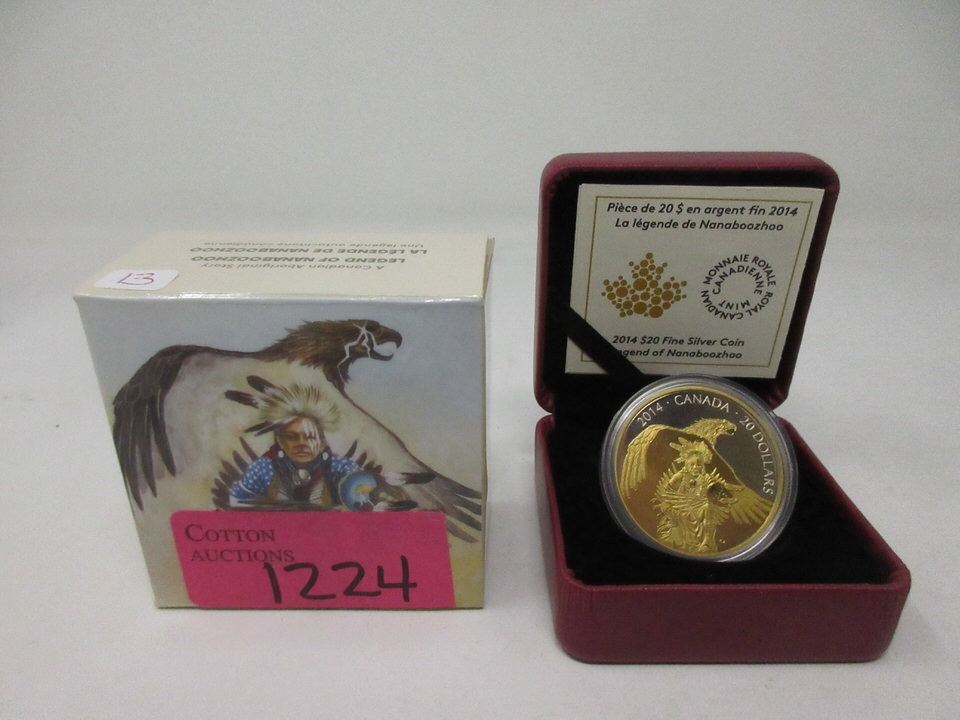 A Canadian Aboriginal Story
LEGEND OF NANABOOZHOO
LA LÉGENDE DE NANABOOZHOO
Une légende autochtone canadienne
L3
COTTON
AUCTIONS
1224
Pièce de 20 $ en argent fin 2014
La légende de Nanaboozhoo
MONNAIE ROYALE CANADIENNE
ROYAL CANADIAN MINT
2014 $20 Fine Silver Coin
egend of Nanaboozhoo
2014 · CANADA · 20 DOLLARS